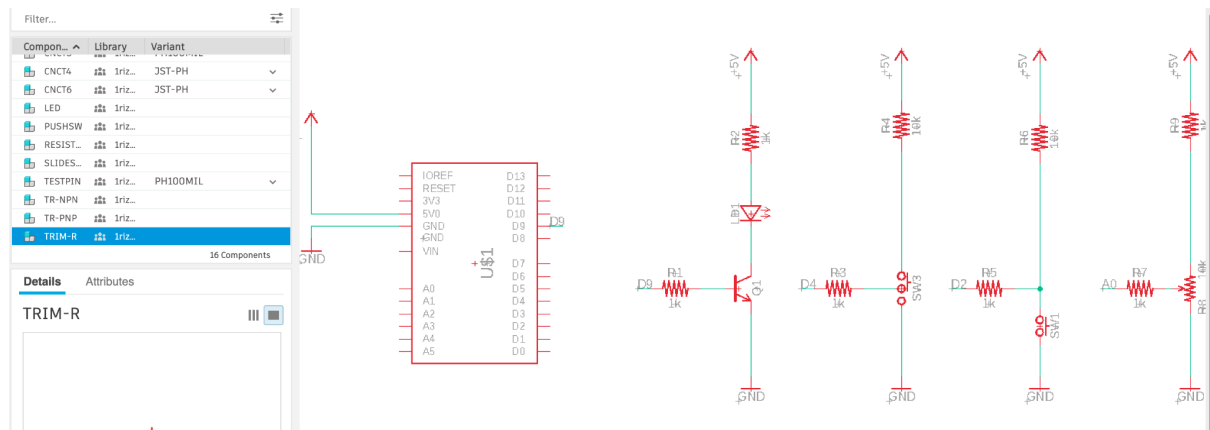 Filter...
Compon... Library Variant
CNCT4 1riz... JST-PH
CNCT6 1riz... JST-PH
LED 1riz...
PUSHSW 1riz...
RESIST... 1riz...
SLIDES... 1riz...
TESTPIN 1riz... PH100MIL
TR-NPN 1riz...
TR-PNP 1riz...
TRIM-R 1riz...
16 Components
Details Attributes
TRIM-R
GND
IOREF
RESET
3V3
5V0
GND
GND
VIN
A0
A1
A2
A3
A4
A5
U$1
D13
D12
D11
D10
D9
D8
D7
D6
D5
D4
D3
D2
D1
D0
D9
+5V
R2
1k
Q1
D9
R1
1k
GND
+5V
R4
10k
D4
R3
1k
SW3
GND
+5V
R6
10k
D2
R5
1k
SW1
GND
+5V
R9
A0
R7
1k
10k
R8
GND